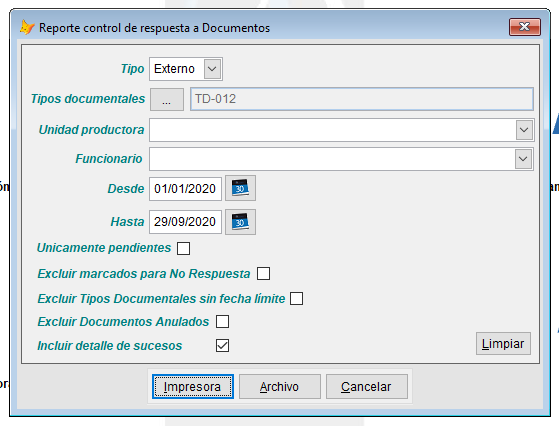 Reporte control de respuesta a Documentos
Tipo Externo
Tipos documentales ... TD-012
Unidad productora
Funcionario
Desde 01/01/2020 30
Hasta 29/09/2020 30
Unicamente pendientes
Excluir marcados para No Respuesta
Excluir Tipos Documentales sin fecha límite
Excluir Documentos Anulados
Incluir detalle de sucesos
Limpiar
Impresora Archivo Cancelar